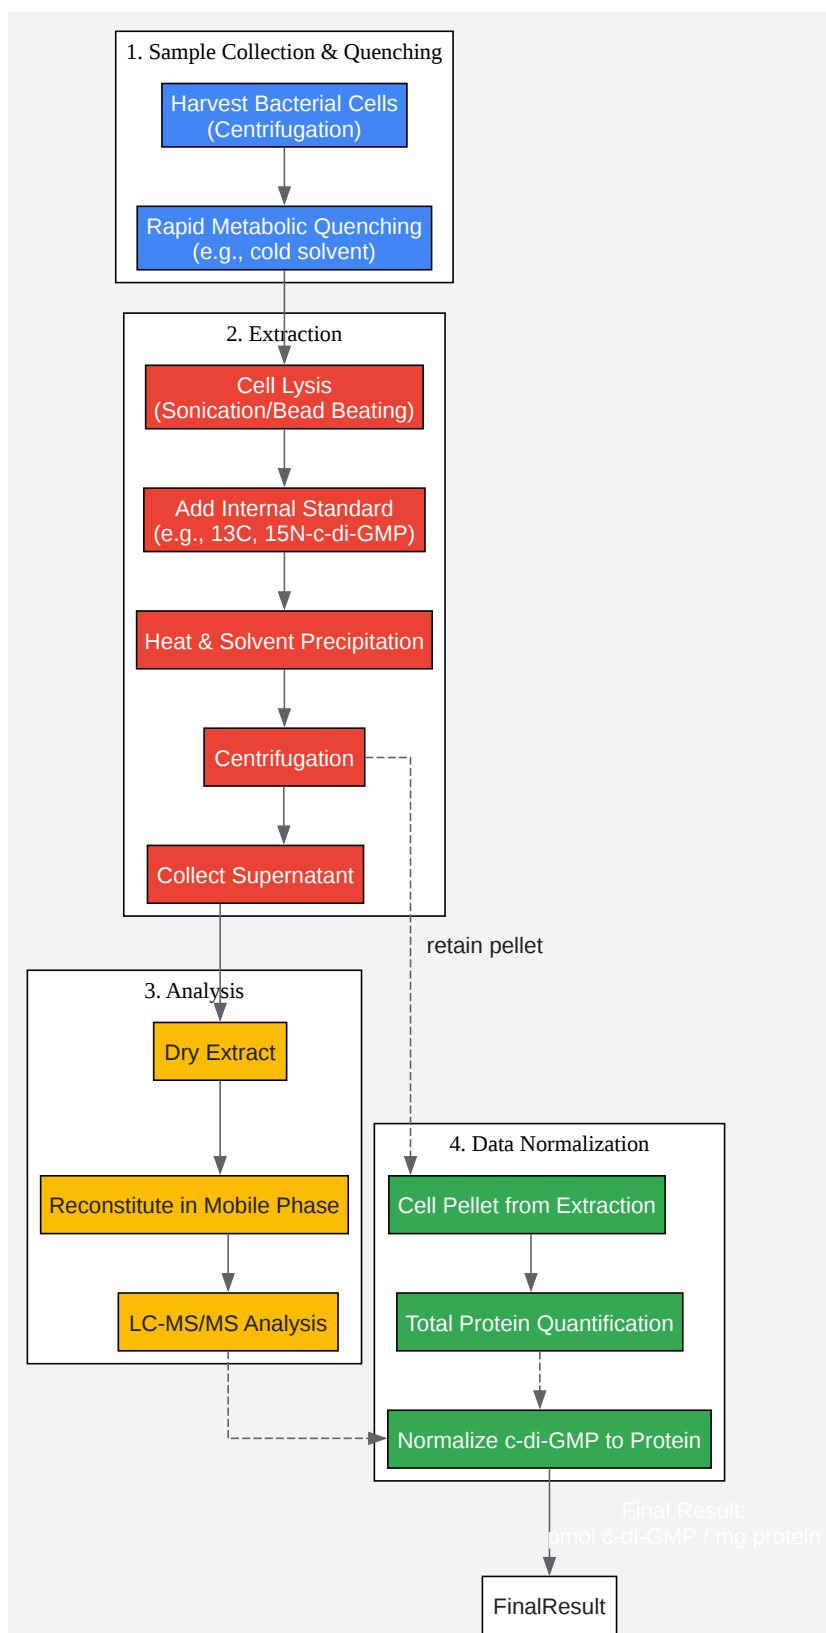 1. Sample Collection & Quenching
Harvest Bacterial Cells
(Centrifugation)
Rapid Metabolic Quenching
(e.g., cold solvent)
2. Extraction
Cell Lysis
(Sonication/Bead Beating)
Add Internal Standard
(e.g., 13C, 15N-c-di-GMP)
Heat & Solvent Precipitation
Centrifugation
Collect Supernatant
retain pellet
3. Analysis
Dry Extract
Reconstitute in Mobile Phase
LC-MS/MS Analysis
4. Data Normalization
Cell Pellet from Extraction
Total Protein Quantification
Normalize c-di-GMP to Protein
Final Result:
pmol c-di-GMP / mg protein
FinalResult